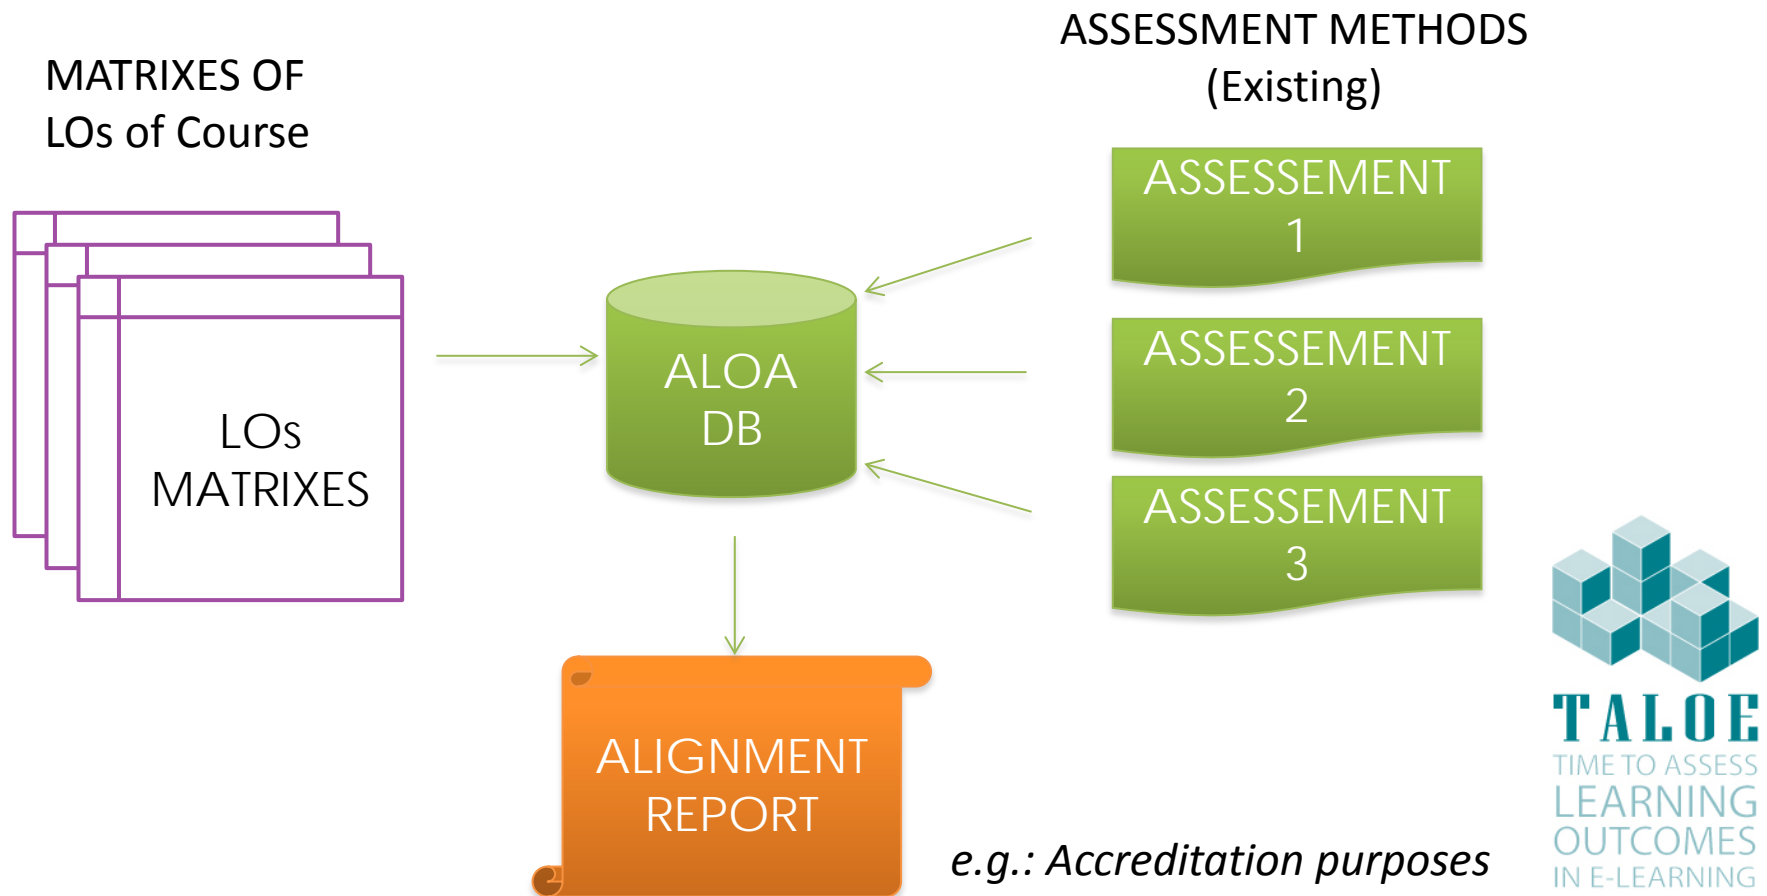 MATRIXES OF
LOs of Course
LOs
MATRIXES
ALOA
DB
ASSESSMENT METHODS
(Existing)
ASSESSEMENT
1
ASSESSEMENT
2
ASSESSEMENT
3
ALIGNMENT
REPORT
e.g.: Accreditation purposes
TALOE
TIME TO ASSESS
LEARNING
OUTCOMES
IN E-LEARNING